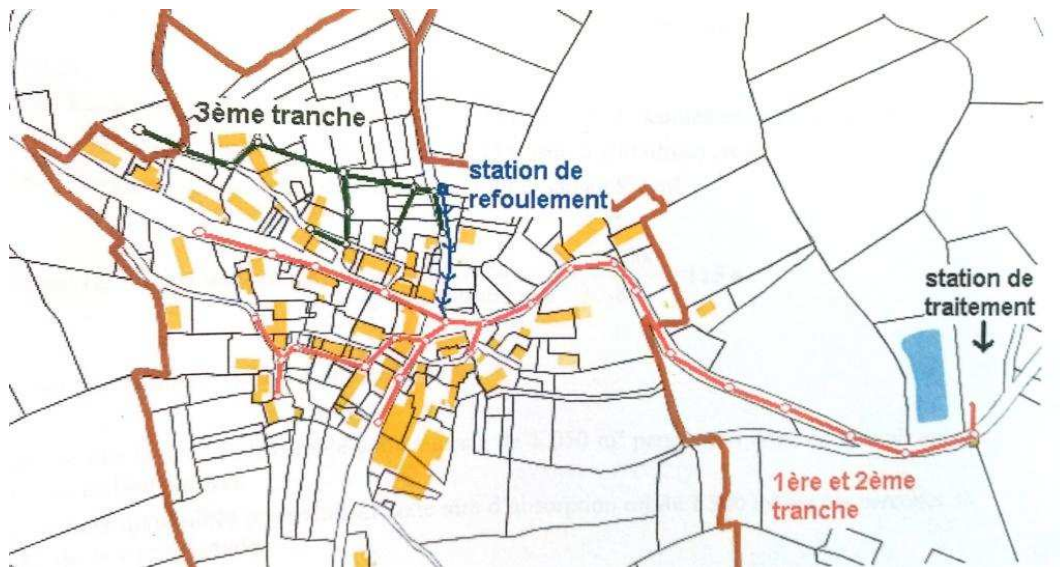 3ème tranche
station de
refoulement
station de
traitement
1ère et 2ème
tranche